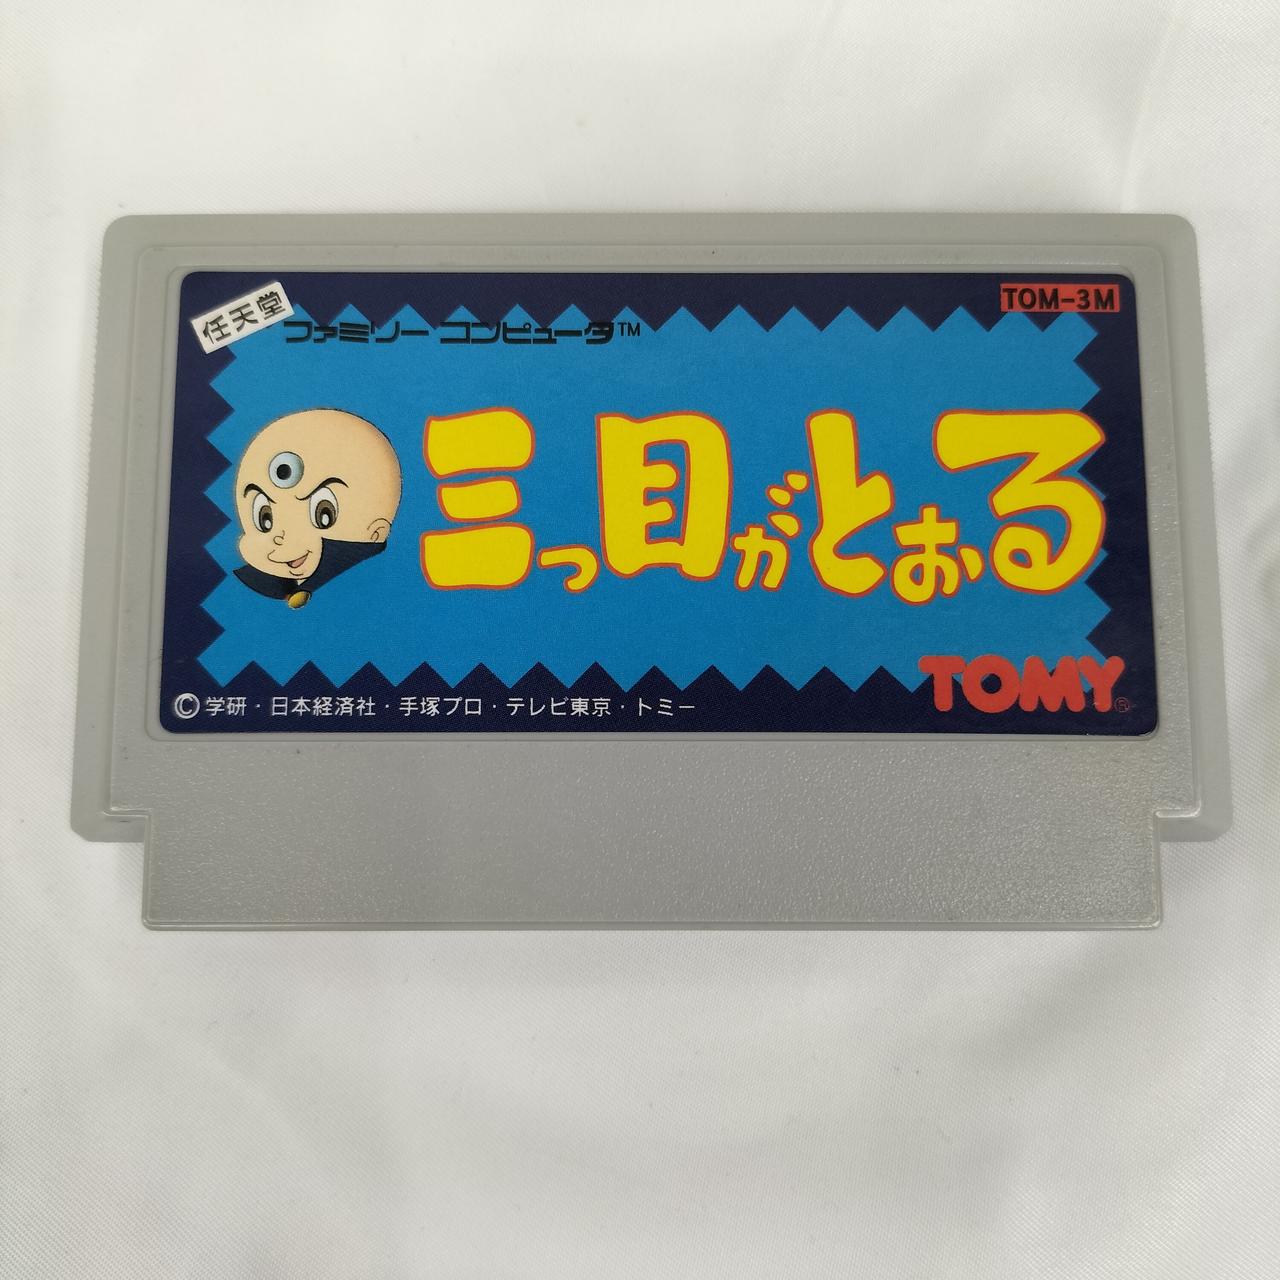 任天堂
ファミリーコンピュータ™
TOM-3M
三つ目がとおる
TOMY®
©学研・日本経済社・手塚プロ・テレビ東京・トミー